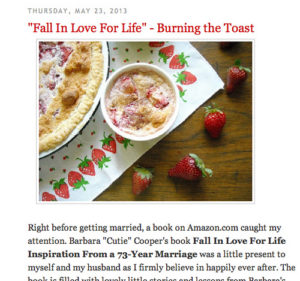 THURSDAY, MAY 23, 2013
"Fall In Love For Life" - Burning the Toast
Right before getting married, a book on Amazon.com caught my
attention. Barbara "Cutie" Cooper's book Fall In Love For Life
Inspiration From a 73-Year Marriage was a little present to
myself and my husband as I firmly believe in happily ever after. The
book is filled with lovely little stories and lessons from Barbara's